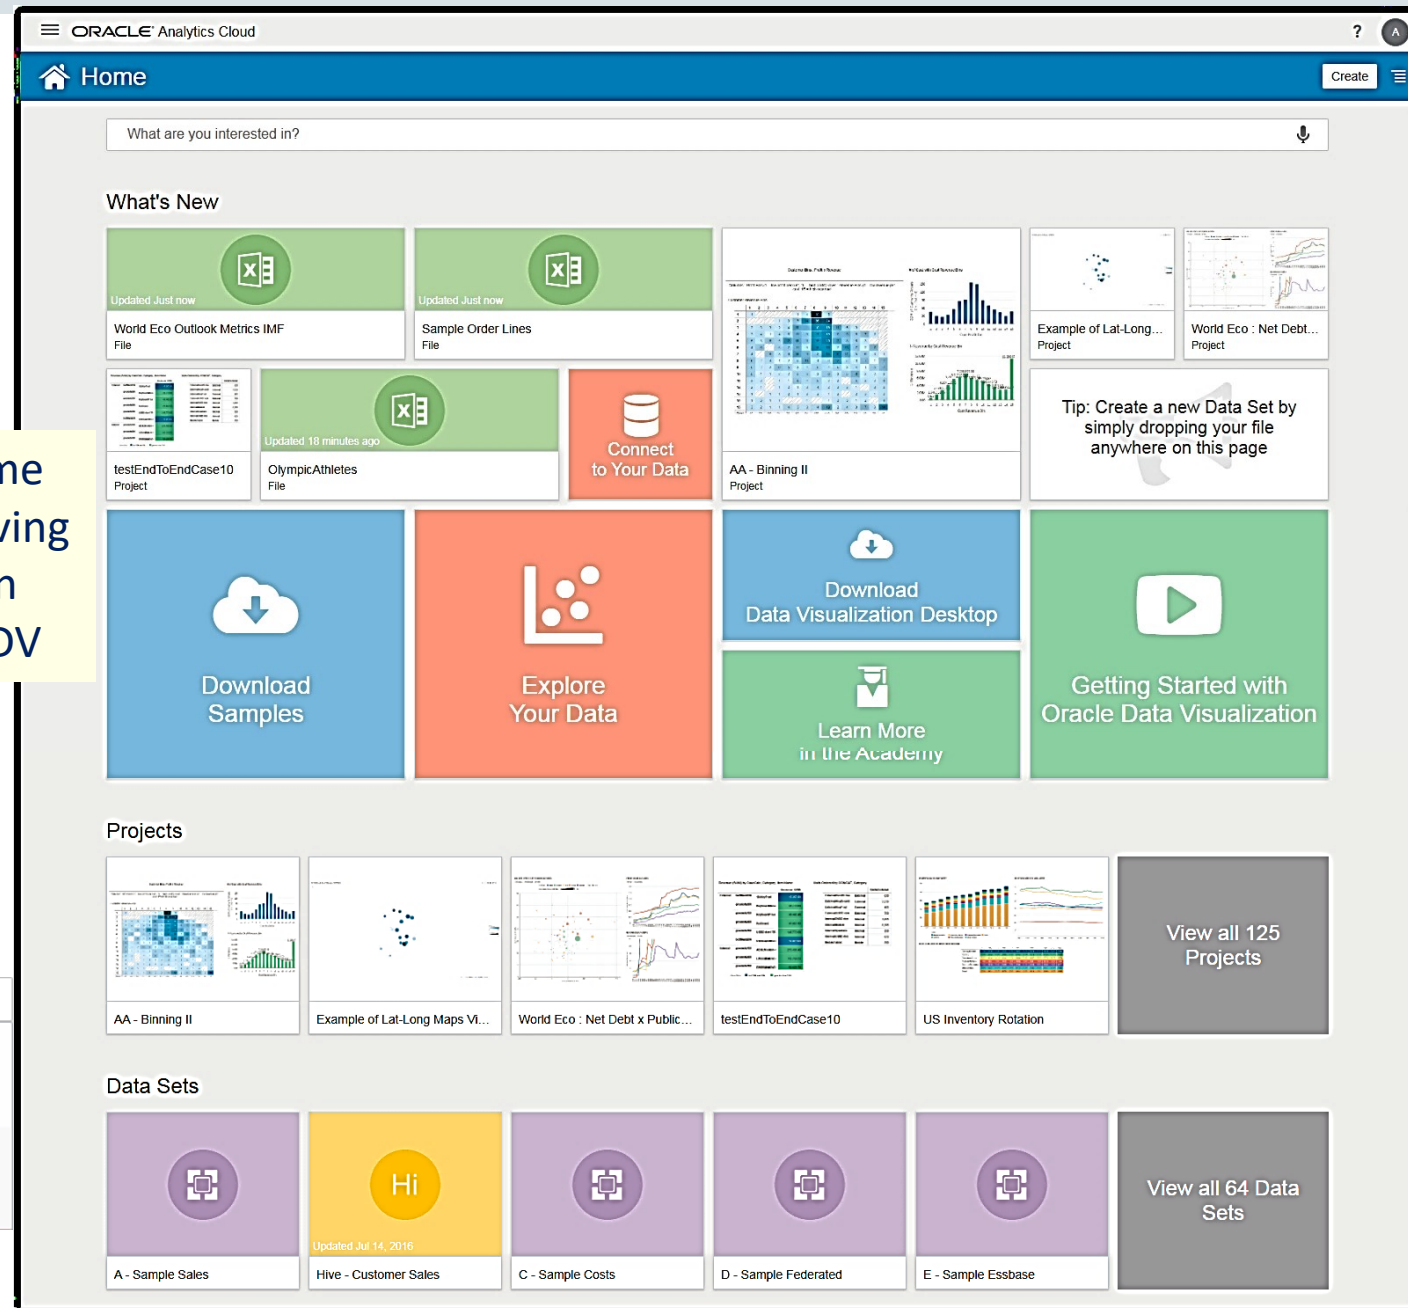 ORACLE Analytics Cloud
?
A
Home
Create
What are you interested in?
What's New
Updated Just now
World Eco Outlook Metrics IMF
File
Updated Just now
Sample Order Lines
File
AA - Binning II
Project
Example of Lat-Long...
Project
World Eco : Net Debt...
Project
testEndToEndCase10
Project
Updated 18 minutes ago
OlympicAthletes
File
Connect
to Your Data
Tip: Create a new Data Set by
simply dropping your file
anywhere on this page
me
ving
n
OV
Download
Samples
Explore
Your Data
Download
Data Visualization Desktop
Learn More
in the Academy
Getting Started with
Oracle Data Visualization
Projects
AA - Binning II
Example of Lat-Long Maps Vi...
World Eco : Net Debt x Public...
testEndToEndCase10
US Inventory Rotation
View all 125
Projects
Data Sets
A - Sample Sales
Hi
Updated Jul 14, 2016
Hive - Customer Sales
C - Sample Costs
D - Sample Federated
E - Sample Essbase
View all 64 Data
Sets